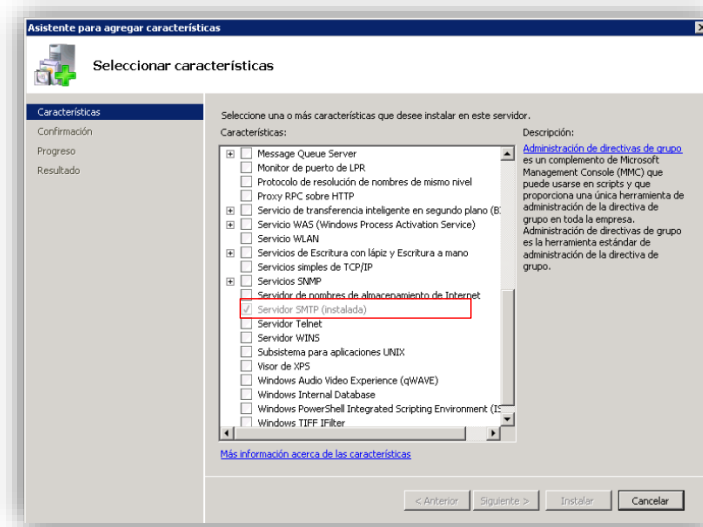 Asistente para agregar característicás
Seleccionar características
Características
Confirmación
Progreso
Resultado
Seleccione una o más características que desee instalar en este servidor.
Características:
Message Queue Server
Monitor de puerto de LPR
Protocolo de resolución de nombres de mismo nivel
Proxy RPC sobre HTTP
Servicio de transferencia inteligente en segundo plano (B
Servicio WAS (Windows Process Activation Service)
Servicio WLAN
Servicios de Escritura con lápiz y Escritura a mano
Servicios simples de TCP/IP
Servicios SNMP
Servidor de nombres de almacenamiento de Internet
Servidor SMTP (instalada)
Servidor Telnet
Servidor WINS
Subsistema para aplicaciones UNIX
Visor de XPS
Windows Audio Video Experience (qWAVE)
Windows Internal Database
Windows PowerShell Integrated Scripting Environment (IS
Windows TIFF IFilter
Descripción:
Administración de directivas de grupo
es un complemento de Microsoft
Management Console (MMC) que
puede usarse en scripts y que
proporciona una única herramienta de
administración de la directiva de
grupo en toda la empresa.
Administración de directivas de grupo
es la herramienta estándar de
administración de la directiva de
grupo.
Más información acerca de las características
< Anterior
Siguiente >
Instalar
Cancelar